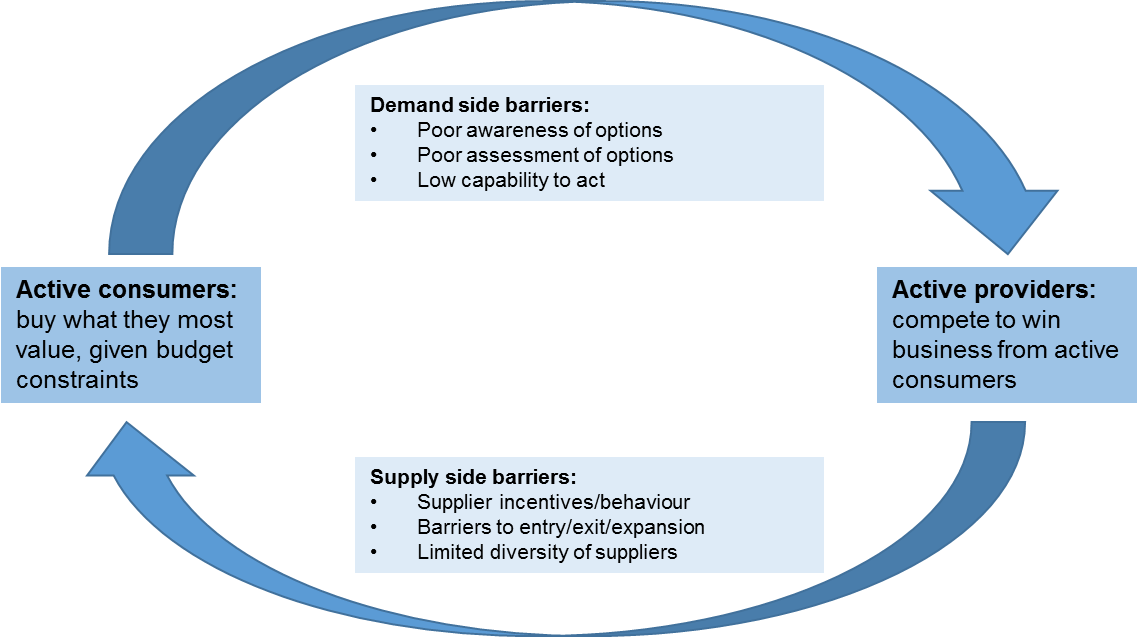 Demand side barriers:
• Poor awareness of options
• Poor assessment of options
• Low capability to act
Active consumers:
buy what they most
value, given budget
constraints
Active providers:
compete to win
business from active
consumers
Supply side barriers:
• Supplier incentives/behaviour
• Barriers to entry/exit/expansion
• Limited diversity of suppliers